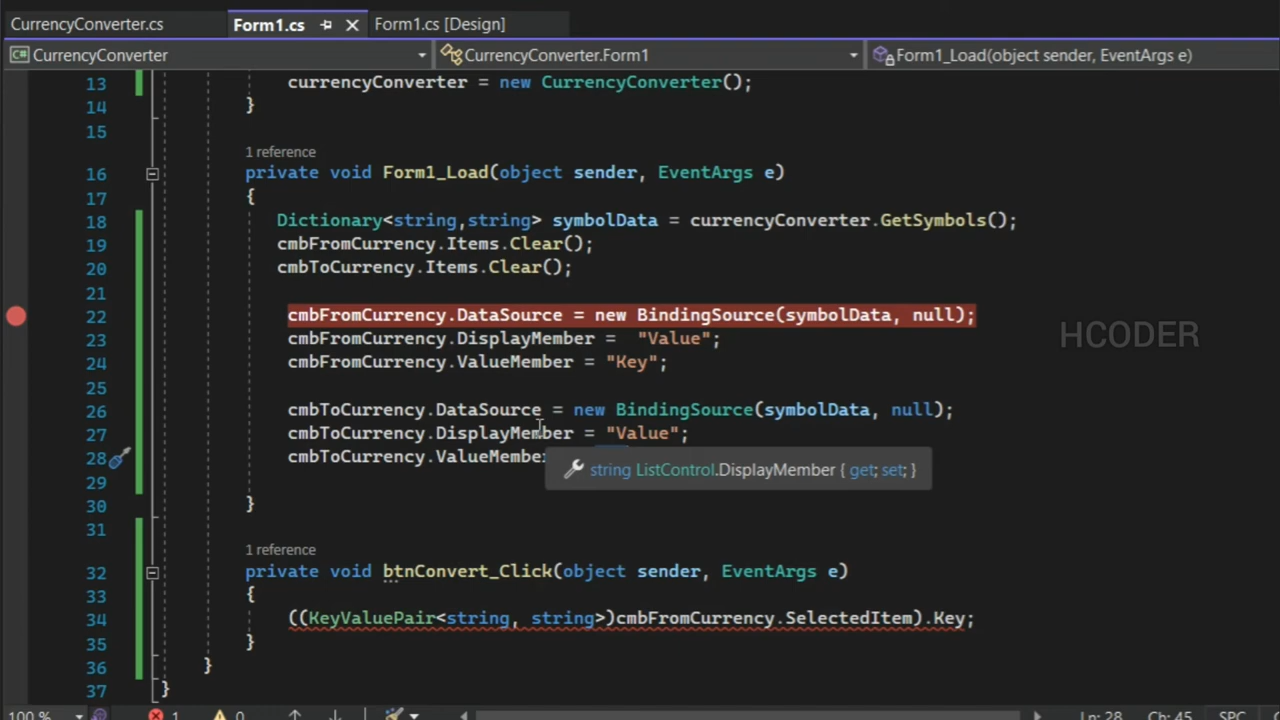 CurrencyConverter.cs Form1.cs Form1.cs [Design]
CurrencyConverter CurrencyConverter.Form1 Form1_Load(object sender, EventArgs e)
13 currencyConverter = new CurrencyConverter();
14 }
15
1 reference
16 private void Form1_Load(object sender, EventArgs e)
17 {
18 Dictionary<string,string> symbolData = currencyConverter.GetSymbols();
19 cmbFromCurrency.Items.Clear();
20 cmbToCurrency.Items.Clear();
21
22 cmbFromCurrency.DataSource = new BindingSource(symbolData, null);
23 cmbFromCurrency.DisplayMember = "Value";
HCODER
24 cmbFromCurrency.ValueMember = "Key";
25
26 cmbToCurrency.DataSource = new BindingSource(symbolData, null);
27 cmbToCurrency.DisplayMember = "Value";
28 cmbToCurrency.ValueMember
string ListControl.DisplayMember { get; set; }
29
30 }
31
1 reference
32 private void btnConvert_Click(object sender, EventArgs e)
33 {
34 ((KeyValuePair<string, string>)cmbFromCurrency.SelectedItem).Key;
35 }
36 }
37 }
100 % 1 0 Ln: 28 Ch: 45 SPC